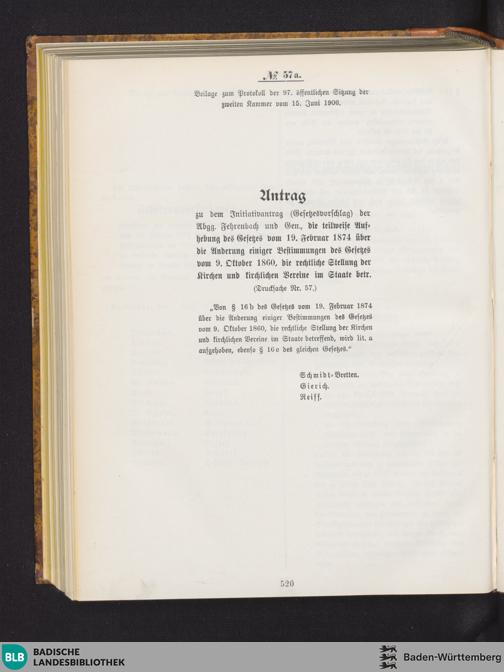 № 57a.
Beilage zum Protokoll der 97. öffentlichen Sitzung der
zweiten Kammer vom 15. Juni 1906.
Antrag
zu dem Initiativantrag (Gesetzesvorschlag) der
Abgg. Fehrenbach und Gen., die teilweise Auf-
hebung des Gesetzes vom 19. Februar 1874 über
die Änderung einiger Bestimmungen des Gesetzes
vom 9. Oktober 1860, die rechtliche Stellung der
Kirchen und kirchlichen Vereine im Staate betr.
(Drucksache Nr. 57.)
„Von § 16 b des Gesetzes vom 19. Februar 1874
über die Änderung einiger Bestimmungen des Gesetzes
vom 9. Oktober 1860, die rechtliche Stellung der Kirchen
und kirchlichen Vereine im Staate betreffend, wird lit. a
aufgehoben, ebenso § 16 c des gleichen Gesetzes.“
Schmidt-Bretten.
Gierich.
Reiff.
520
BLB BADISCHE
LANDESBIBLIOTHEK
Baden-Württemberg